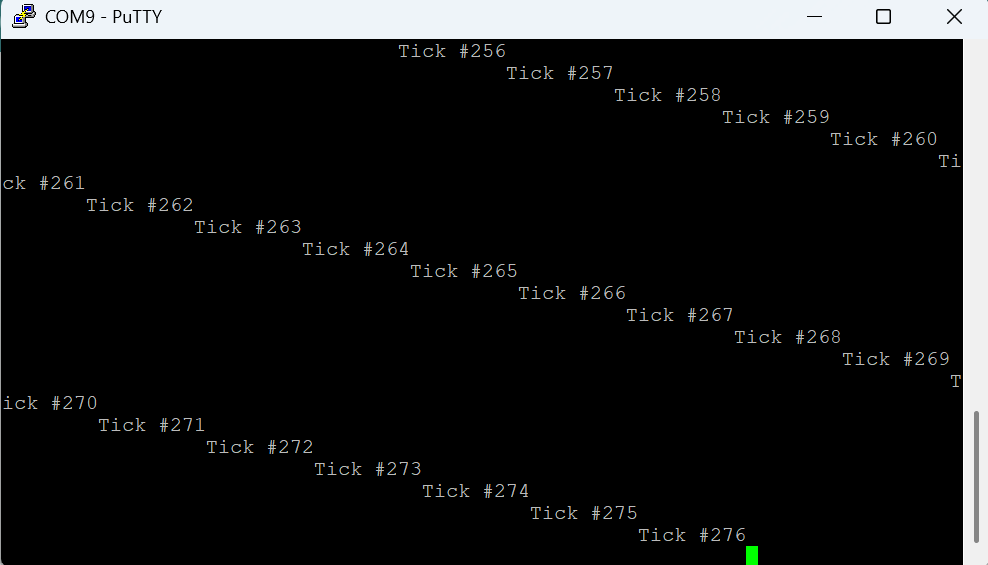 COM9 - PuTTY
Tick #256
Tick #257
Tick #258
Tick #259
Tick #260
Ti
ck #261
Tick #262
Tick #263
Tick #264
Tick #265
Tick #266
Tick #267
Tick #268
Tick #269
T
ick #270
Tick #271
Tick #272
Tick #273
Tick #274
Tick #275
Tick #276